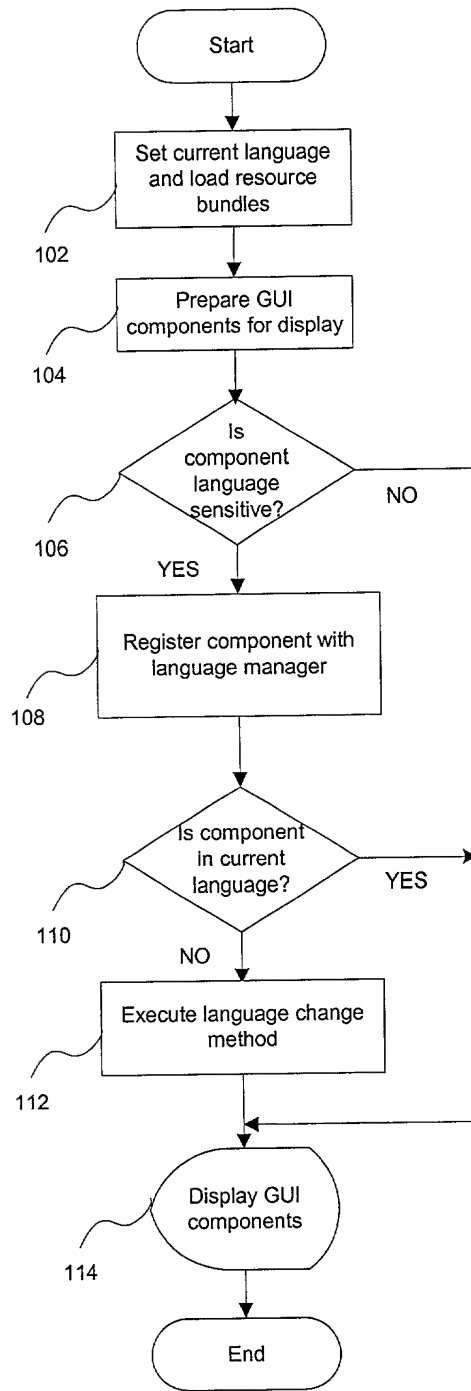 Start
Set current language
and load resource
bundles
102
Prepare GUI
components for display
104
Is
component
language
sensitive?
NO
106
YES
Register component with
language manager
108
Is component
in current
language?
YES
110
NO
Execute language change
method
112
Display GUI
components
114
End